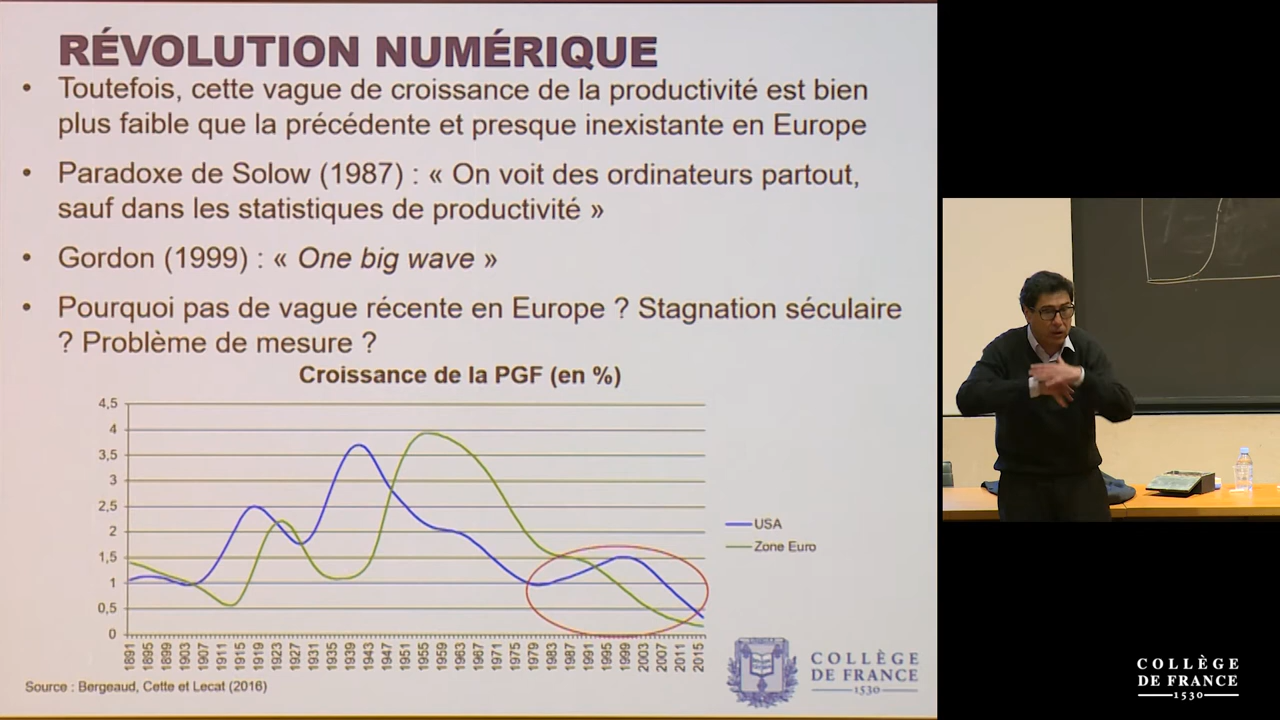 RÉVOLUTION NUMÉRIQUE
• Toutefois, cette vague de croissance de la productivité est bien
plus faible que la précédente et presque inexistante en Europe
• Paradoxe de Solow (1987) : « On voit des ordinateurs partout,
sauf dans les statistiques de productivité »
• Gordon (1999) : « One big wave »
• Pourquoi pas de vague récente en Europe ? Stagnation séculaire
? Problème de mesure ?
Croissance de la PGF (en %)
4,5
4
3,5
3
2,5
2
1,5
1
0,5
0
USA
Zone Euro
1891 1895 1899 1903 1907 1911 1915 1919 1923 1927 1931 1935 1939 1943 1947 1951 1955 1959 1963 1967 1971 1975 1979 1983 1987 1991 1995 1999 2003 2007 2011 2015
Source : Bergeaud, Cette et Lecat (2016)
COLLÈGE
DE FRANCE
1530
COLLÈGE
DE FRANCE
1530